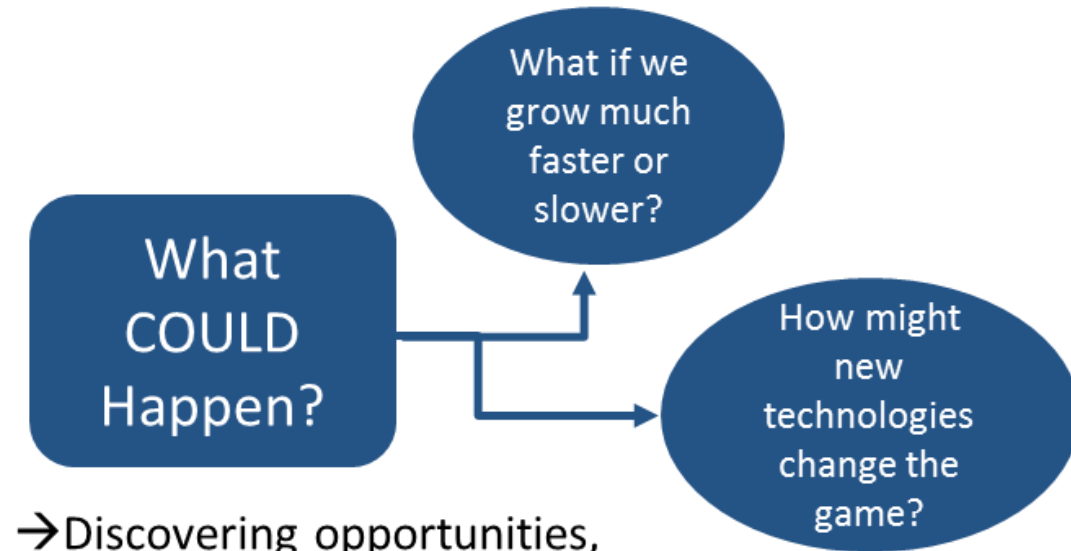 What if we
grow much
faster or
slower?
What
COULD
Happen?
How might
new
technologies
change the
game?
→Discovering opportunities,